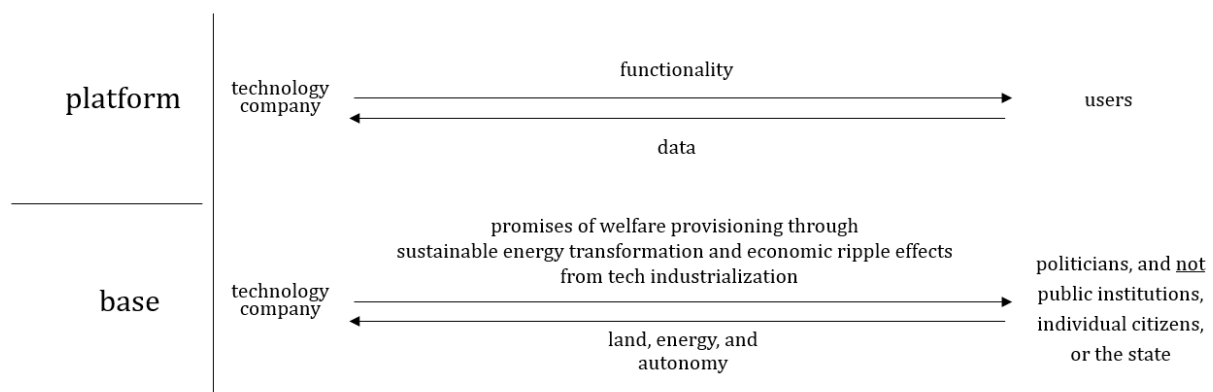 platform
technology
company
functionality
data
users
base
technology
company
promises of welfare provisioning through
sustainable energy transformation and economic ripple effects
from tech industrialization
land, energy, and
autonomy
politicians, and not
public institutions,
individual citizens,
or the state